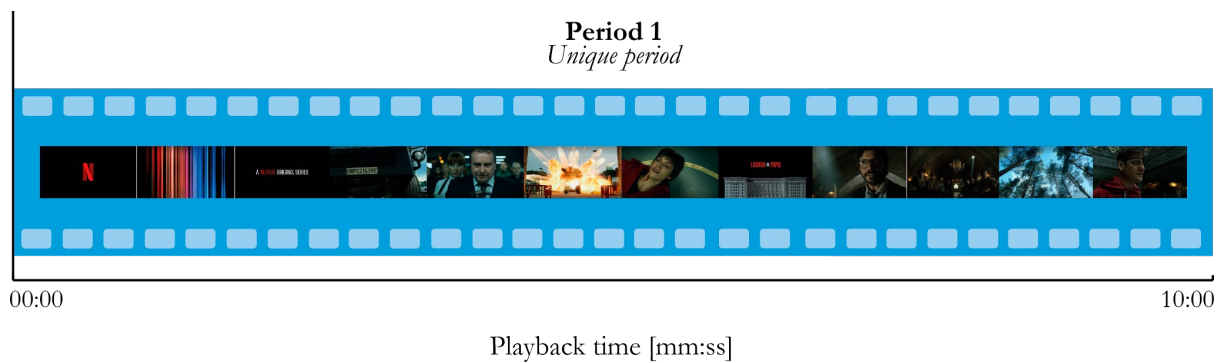 Period 1
Unique period
N
A NETFLIX ORIGINAL SERIES
00:00
10:00
Playback time [mm:ss]